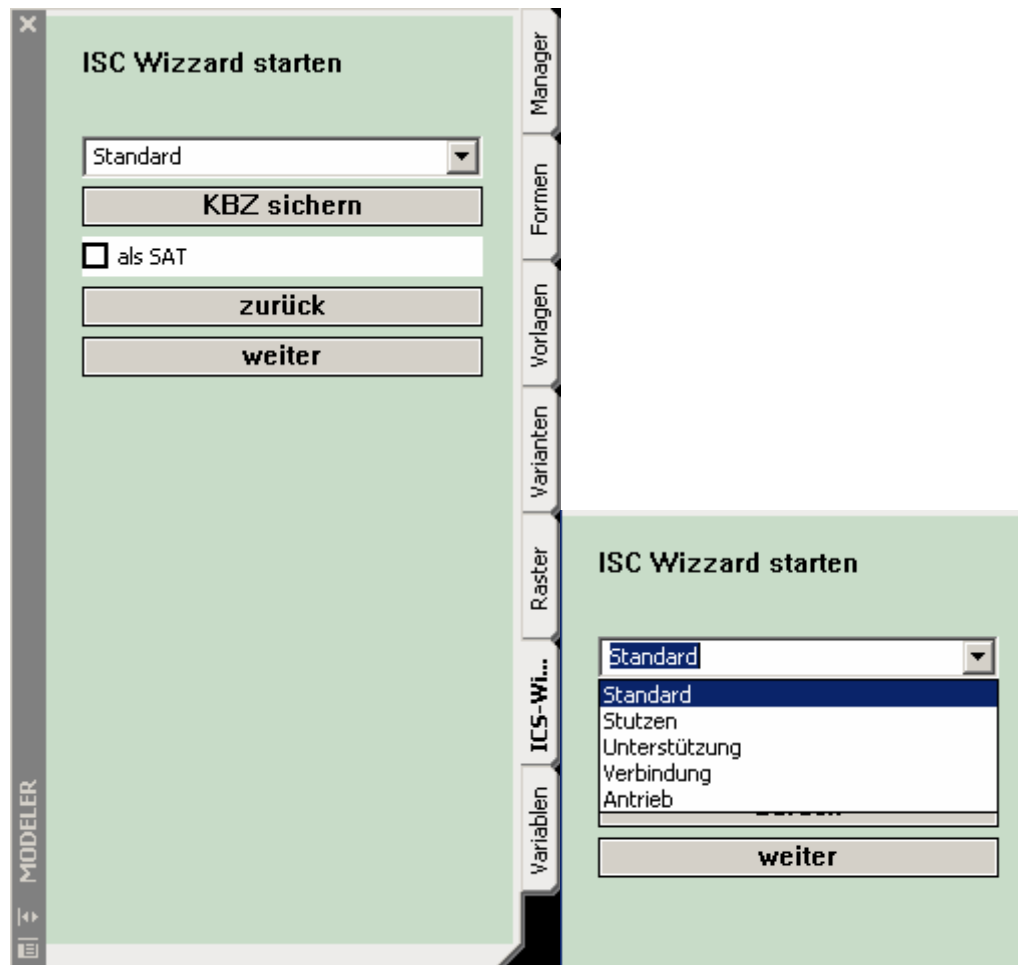 ISC Wizzard starten
Standard
KBZ sichern
als SAT
zurück
weiter
Manager
Formen
Vorlagen
Varianten
Raster
ICS-Wi...
Variablen
MODELER
ISC Wizzard starten
Standard
Standard
Stutzen
Unterstützung
Verbindung
Antrieb
weiter